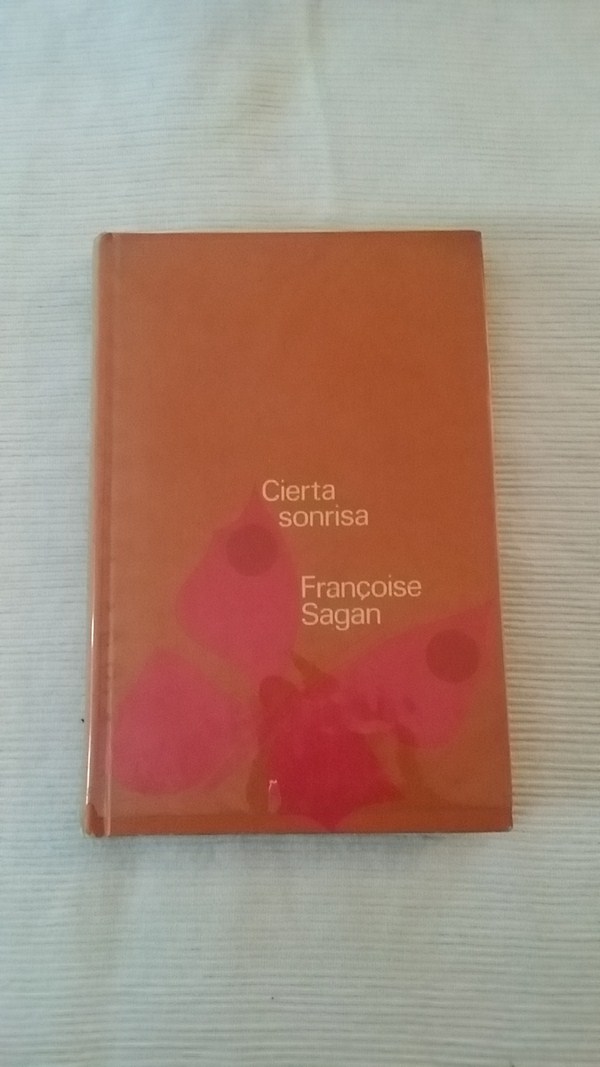 Cierta
sonrisa
Françoise
Sagan